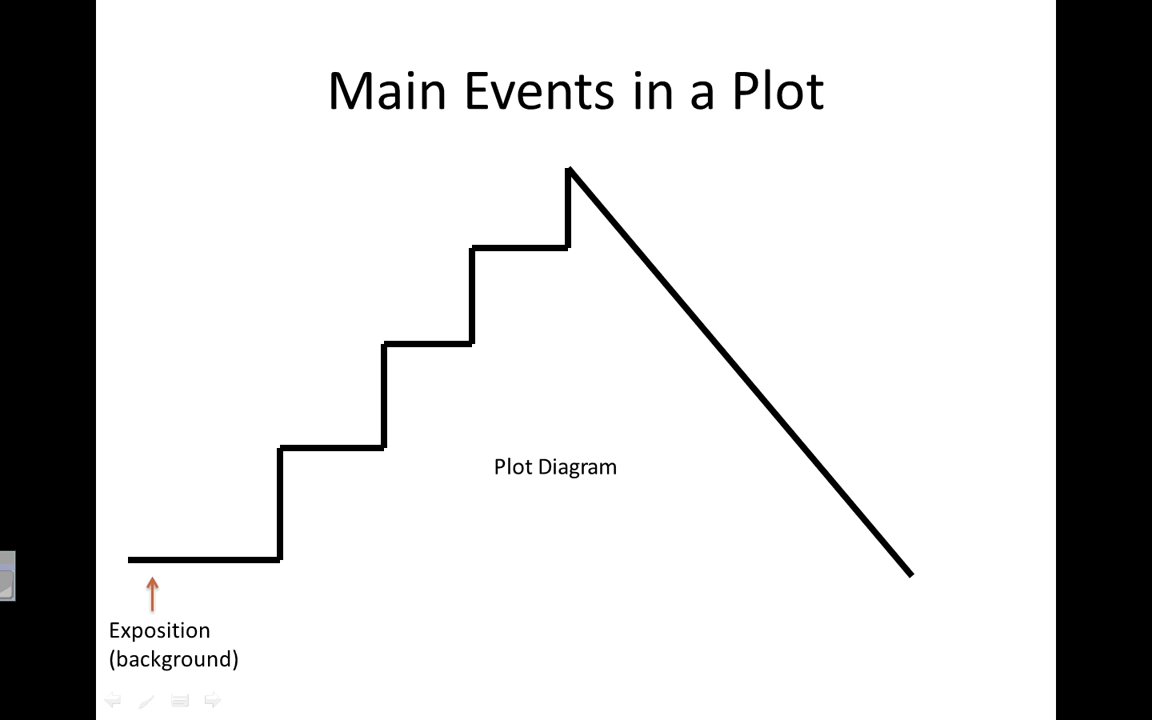 Main Events in a Plot
Plot Diagram
Exposition
(background)